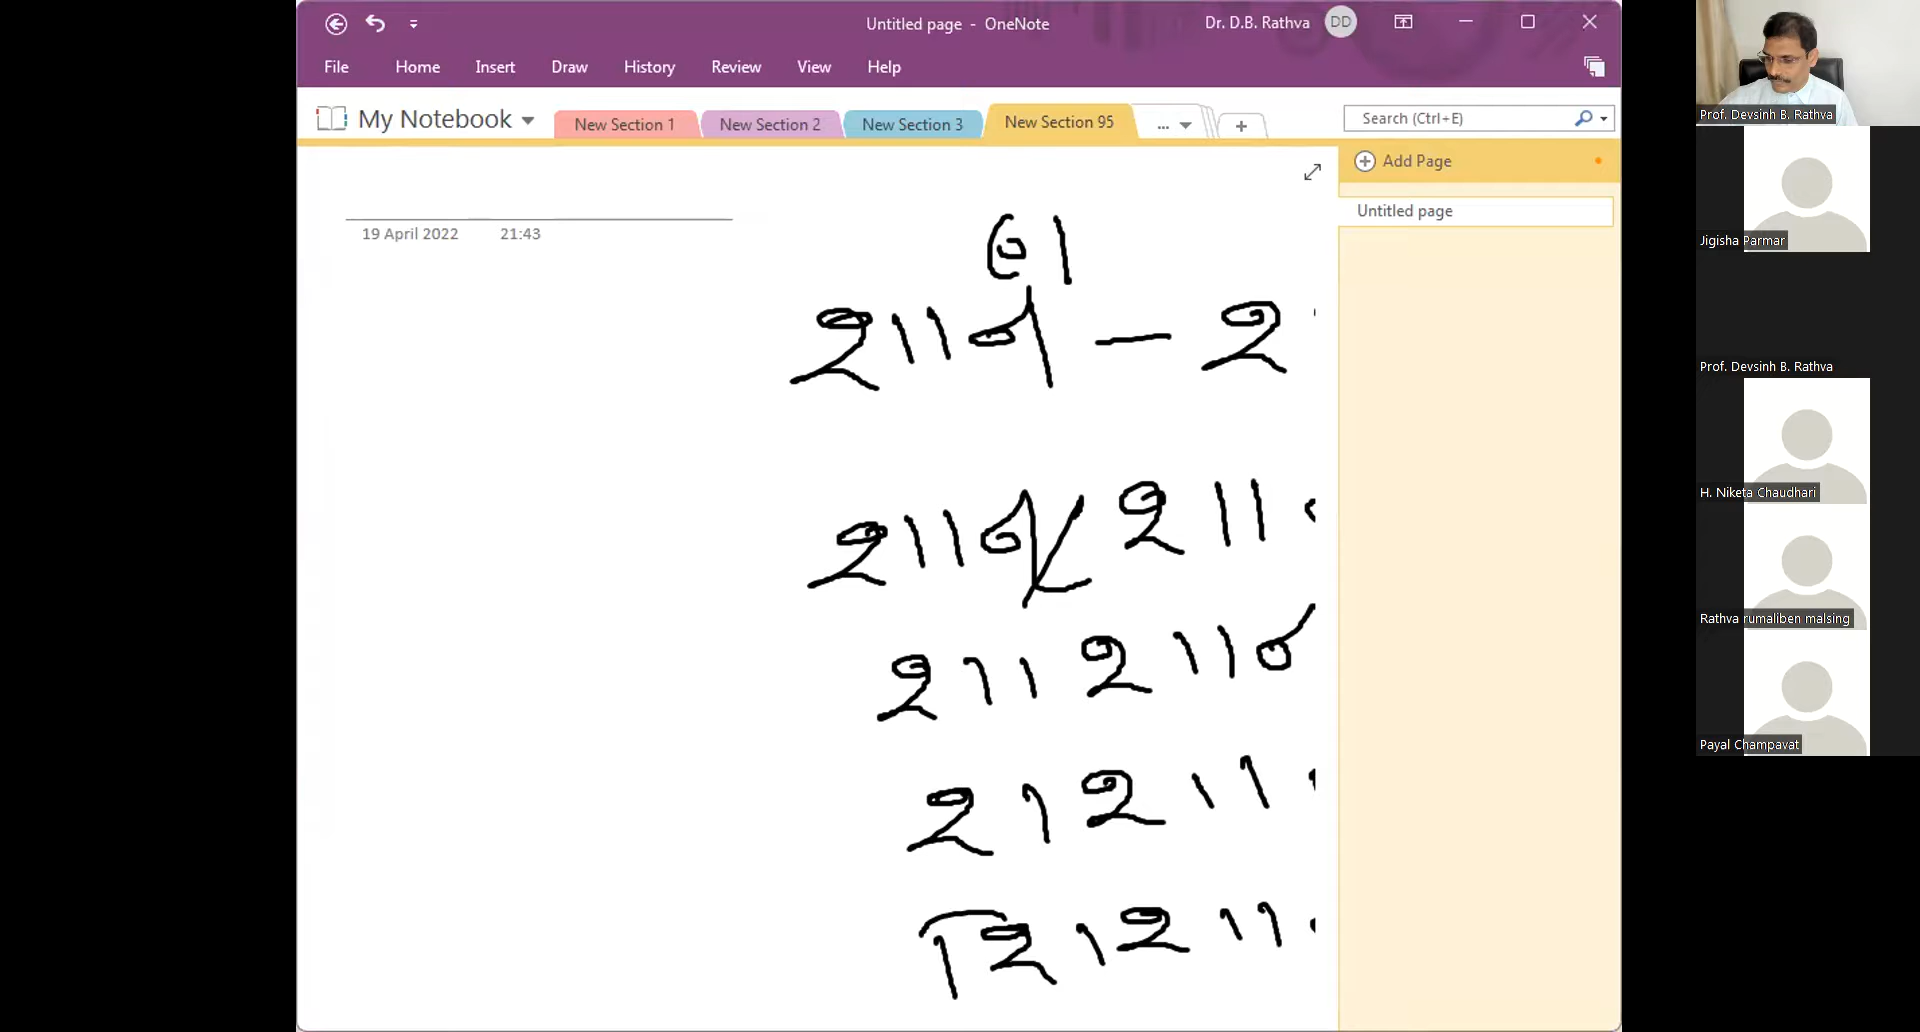 Untitled page - OneNote
Dr. D.B. Rathva DD
File Home Insert Draw History Review View Help
My Notebook New Section 1 New Section 2 New Section 3 New Section 95 ... Search (Ctrl+E)
Add Page
Untitled page
19 April 2022 21:43
શાન –
શાન્ શા
શા શા
શ શા
શિ શા
Prof. Devsinh B. Rathva
Jigisha Parmar
Prof. Devsinh B. Rathva
H. Niketa Chaudhari
Rathva rumaliben malsing
Payal Champavat